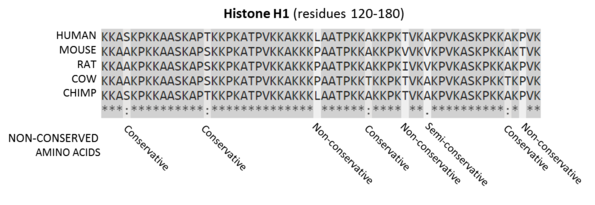 Histone H1 (residues 120-180)
HUMAN KKASKPKKAASKAPTKKPKATPVKKAKKKLAATPKKAKKPKTVKAKPVKASKPKKAKPVK
MOUSE KKAAKPKKAASKAPSKKPKATPVKKAKKKPAATPKKAKKPKVVKVKPVKASKPKKAKTVK
RAT KKAAKPKKAASKAPSKKPKATPVKKAKKKPAATPKKAKKPKIVKVKPVKASKPKKAKPVK
COW KKAAKPKKAASKAPSKKPKATPVKKAKKKPAATPKKTKKPKTVKAKPVKASKPKKTKPVK
CHIMP KKASKPKKAASKAPTKKPKATPVKKAKKKLAATPKKAKKPKTVKAKPVKASKPKKAKPVK
***:**********:************** ******:**** **.**********:* **
NON-CONSERVED
AMINO ACIDS
Conservative
Conservative
Non-conservative
Conservative
Non-conservative
Semi-conservative
Conservative
Non-conservative